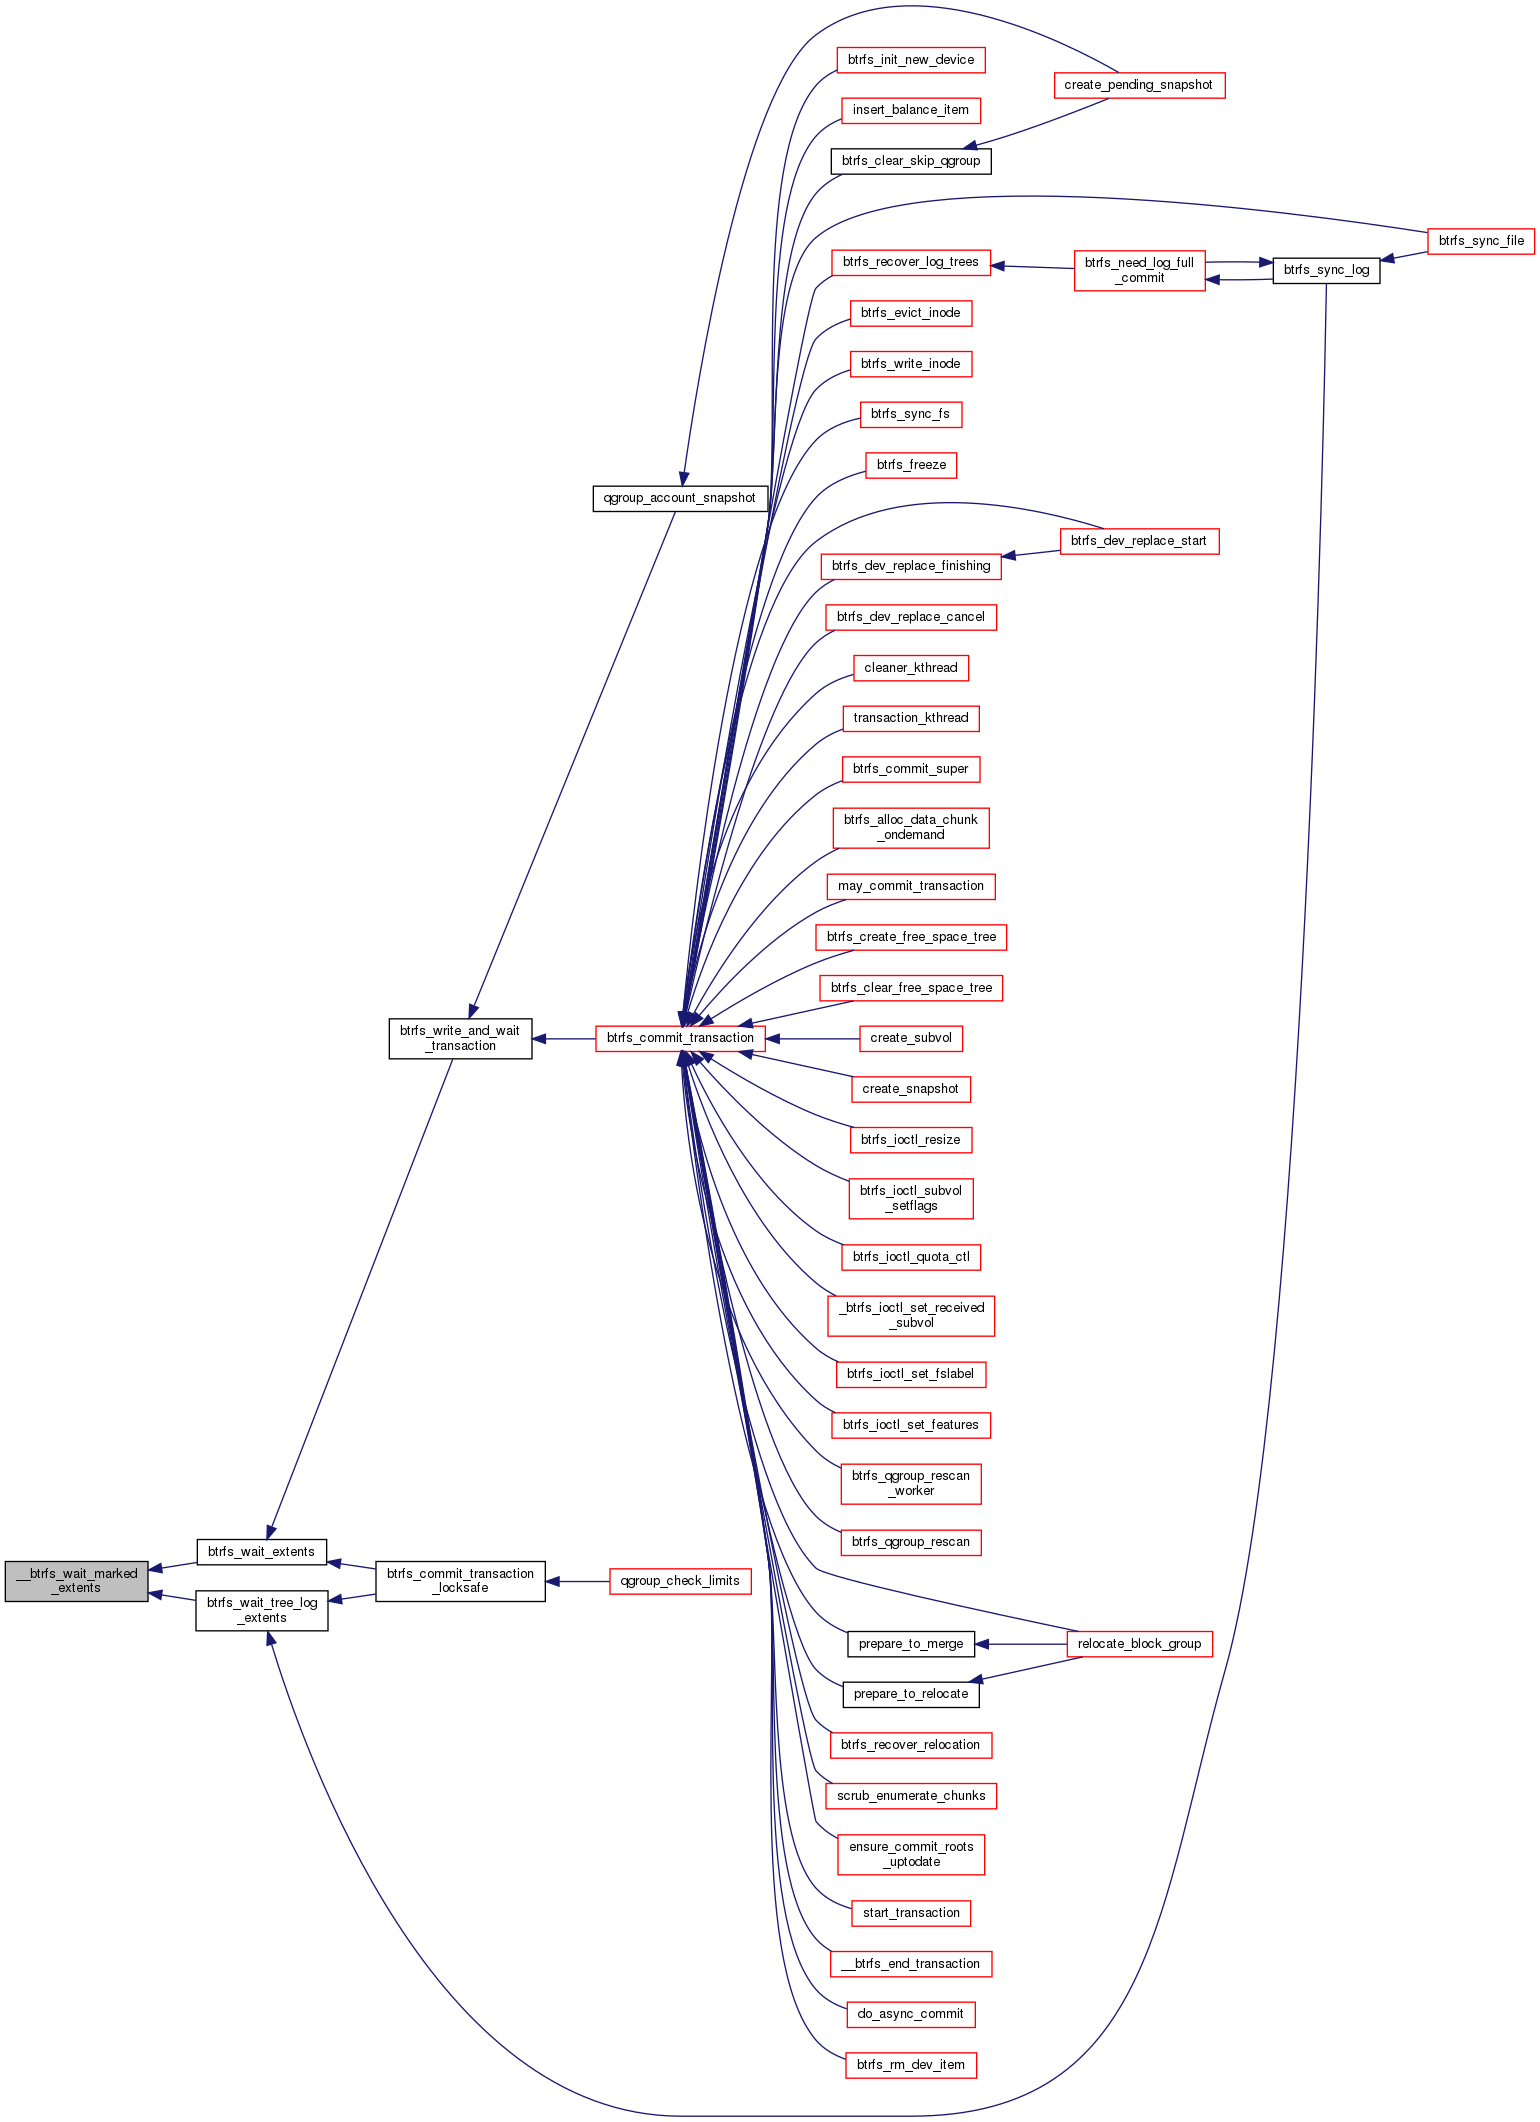 btrfs_init_new_device
create_pending_snapshot
insert_balance_item
btrfs_clear_skip_qgroup
btrfs_sync_file
btrfs_recover_log_trees
btrfs_need_log_full
_commit
btrfs_sync_log
btrfs_evict_inode
btrfs_write_inode
btrfs_sync_fs
btrfs_freeze
qgroup_account_snapshot
btrfs_dev_replace_start
btrfs_dev_replace_finishing
btrfs_dev_replace_cancel
cleaner_kthread
transaction_kthread
btrfs_commit_super
btrfs_alloc_data_chunk
_ondemand
may_commit_transaction
btrfs_create_free_space_tree
btrfs_clear_free_space_tree
btrfs_write_and_wait
_transaction
btrfs_commit_transaction
create_subvol
create_snapshot
btrfs_ioctl_resize
btrfs_ioctl_subvol
_setflags
btrfs_ioctl_quota_ctl
_btrfs_ioctl_set_received
_subvol
btrfs_ioctl_set_fslabel
btrfs_ioctl_set_features
btrfs_qgroup_rescan
_worker
btrfs_qgroup_rescan
btrfs_wait_extents
__btrfs_wait_marked
_extents
btrfs_commit_transaction
_locksafe
qgroup_check_limits
btrfs_wait_tree_log
_extents
prepare_to_merge
relocate_block_group
prepare_to_relocate
btrfs_recover_relocation
scrub_enumerate_chunks
ensure_commit_roots
_uptodate
start_transaction
__btrfs_end_transaction
do_async_commit
btrfs_rm_dev_item